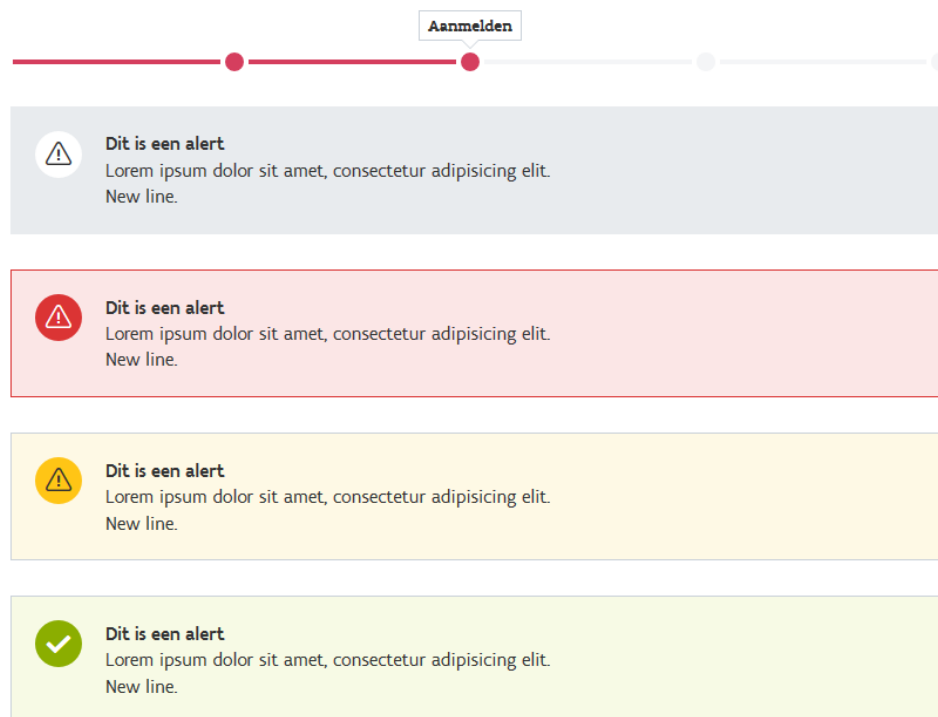 Aanmelden
Dit is een alert
Lorem ipsum dolor sit amet, consectetur adipisicing elit.
New line.
Dit is een alert
Lorem ipsum dolor sit amet, consectetur adipisicing elit.
New line.
Dit is een alert
Lorem ipsum dolor sit amet, consectetur adipisicing elit.
New line.
Dit is een alert
Lorem ipsum dolor sit amet, consectetur adipisicing elit.
New line.